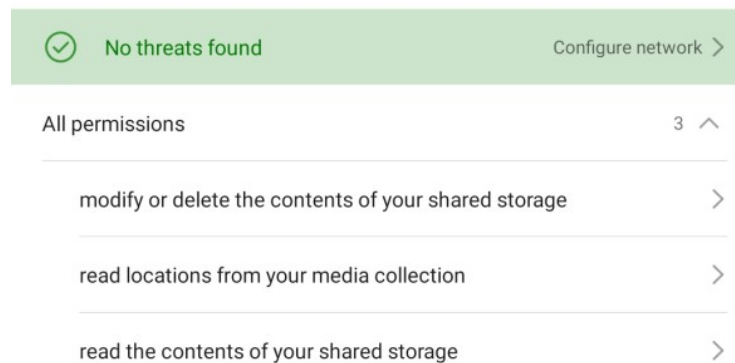 No threats found
Configure network
All permissions
3
modify or delete the contents of your shared storage
read locations from your media collection
read the contents of your shared storage